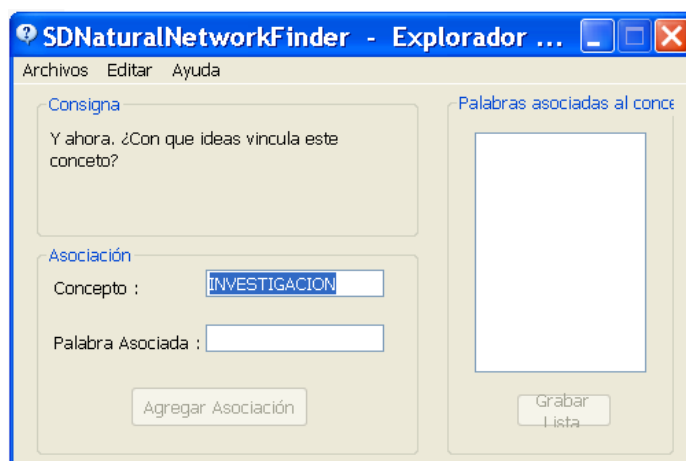 SDNaturalNetworkFinder - Explorador ...
Archivos Editar Ayuda
Consigna
Y ahora. ¿Con que ideas vincula este
conceto?
Asociación
Concepto :
INVESTIGACION
Palabra Asociada :
Agregar Asociación
Palabras asociadas al conce
Grabar
Lista